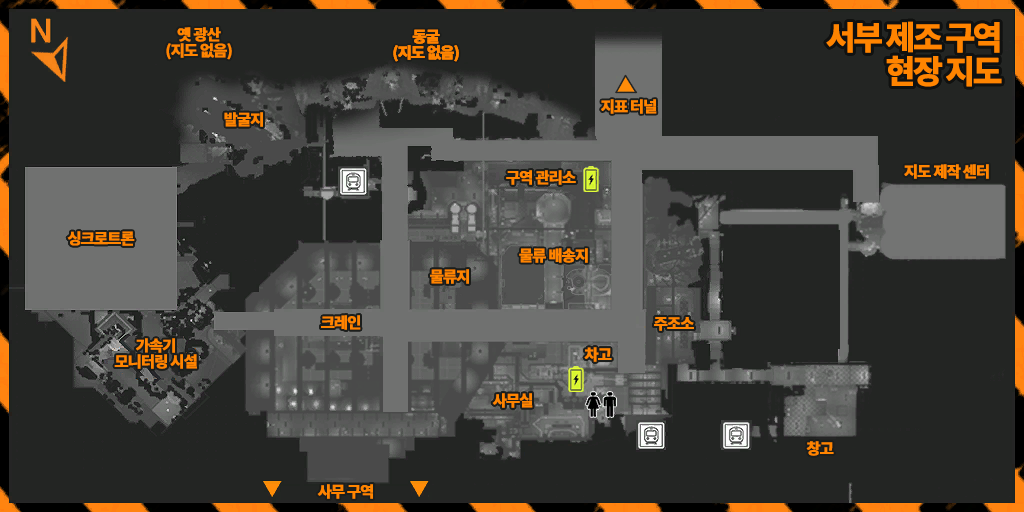 N
옛 광산
(지도 없음)
동굴
(지도 없음)
서부 제조 구역
현장 지도
지표 터널
발굴지
구역 관리소
지도 제작 센터
싱크로트론
물류 배송지
물류지
크레인
주조소
가속기
모니터링 시설
차고
사무실
창고
사무 구역